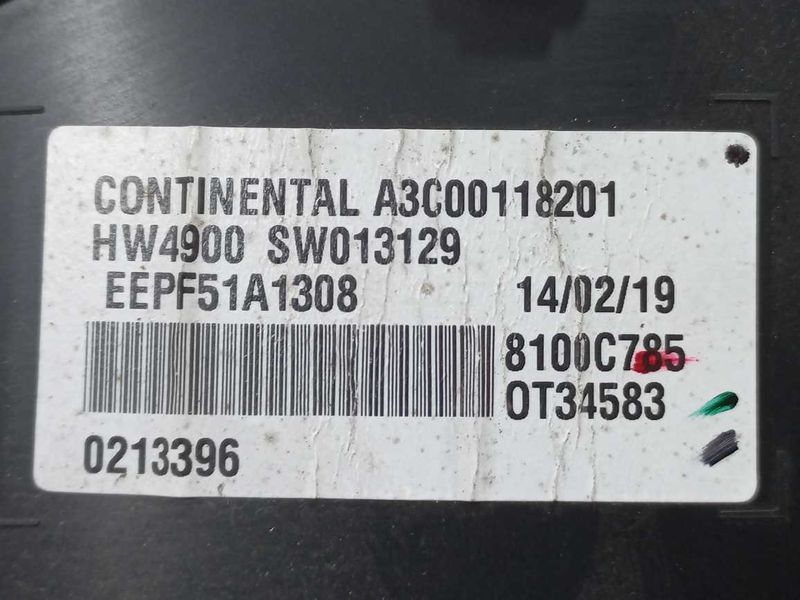 CONTINENTAL A3C00118201
HW4900 SW013129
EEPF51A1308 14/02/19
8100C785
OT34583
0213396